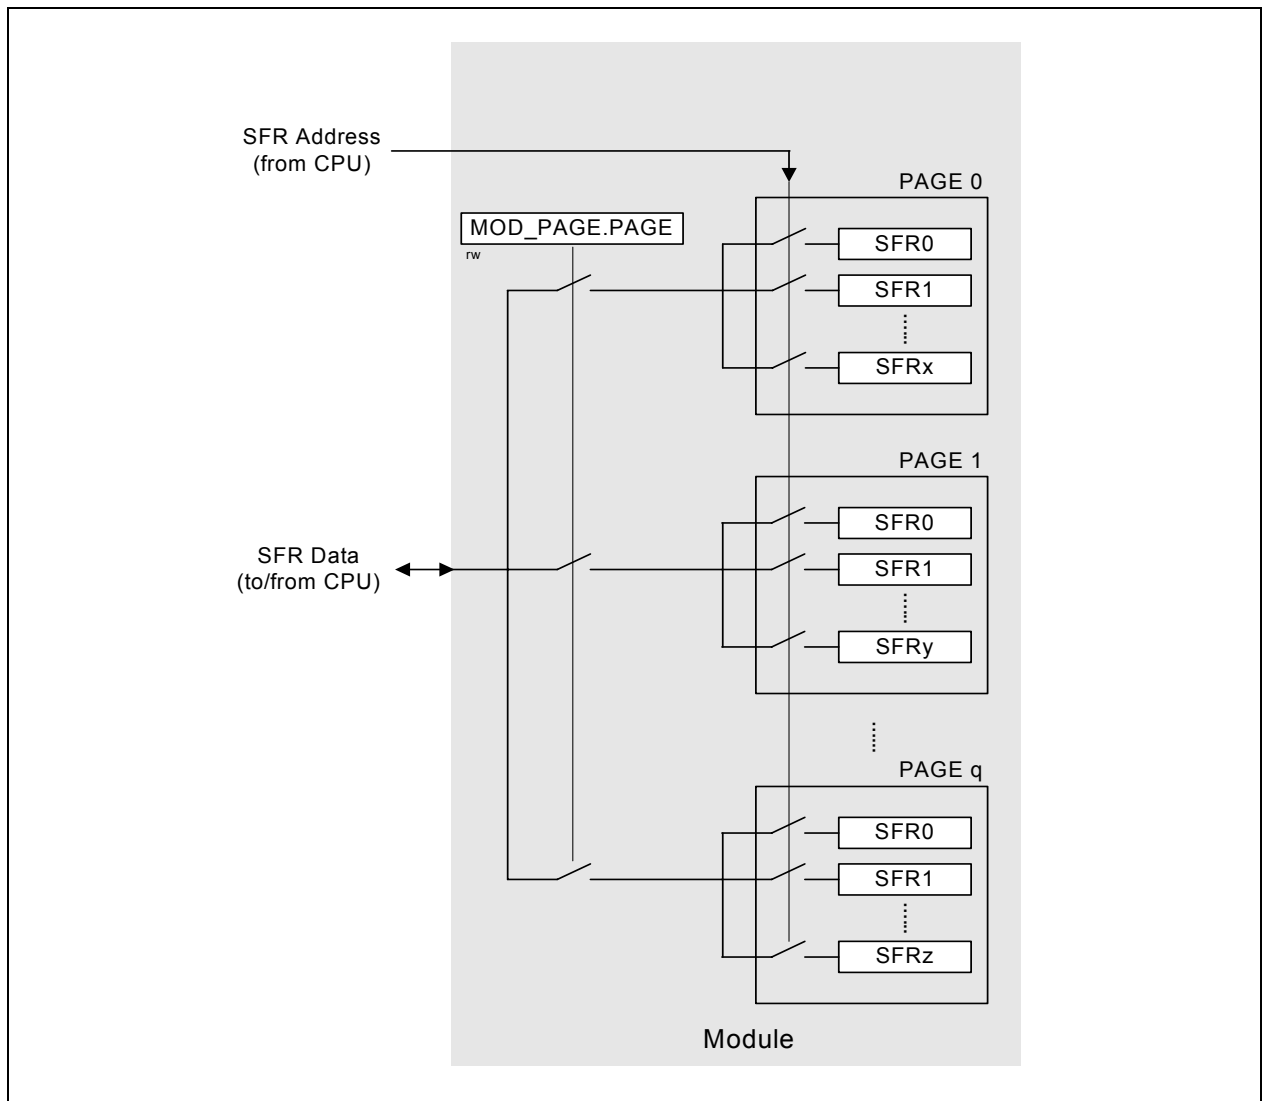 SFR Address
(from CPU)
PAGE 0
MOD_PAGE.PAGE
rw
SFR0
SFR1
SFRx
PAGE 1
SFR0
SFR1
SFRy
SFR Data
(to/from CPU)
PAGE q
SFR0
SFR1
SFRz
Module